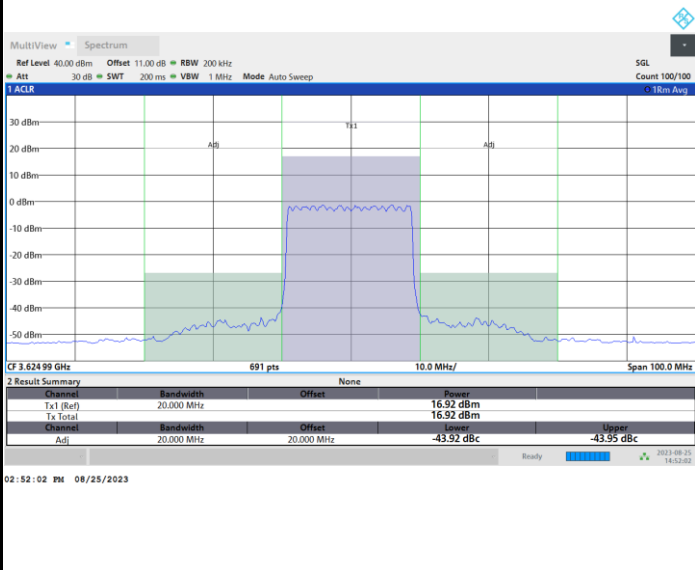 MultiView Spectrum
Ref Level 40.00 dBm Offset 11.00 dB RBW 200 kHz SGL
Att 30 dB SWT 200 ms VBW 1 MHz Mode Auto Sweep Count 100/100
1 ACLR 1Rm Avg
30 dBm
Tx1
20 dBm
Adj Adj
10 dBm
0 dBm
-10 dBm
-20 dBm
-30 dBm
-40 dBm
-50 dBm
CF 3.624 99 GHz 691 pts 10.0 MHz/ Span 100.0 MHz
2 Result Summary None
Channel Bandwidth Offset Power
Tx1 (Ref) 20.000 MHz 16.92 dBm
Tx Total 16.92 dBm
Channel Bandwidth Offset Lower Upper
Adj 20.000 MHz 20.000 MHz -43.92 dBc -43.95 dBc
Ready 2023-08-25
14:52:02
02:52:02 PM 08/25/2023